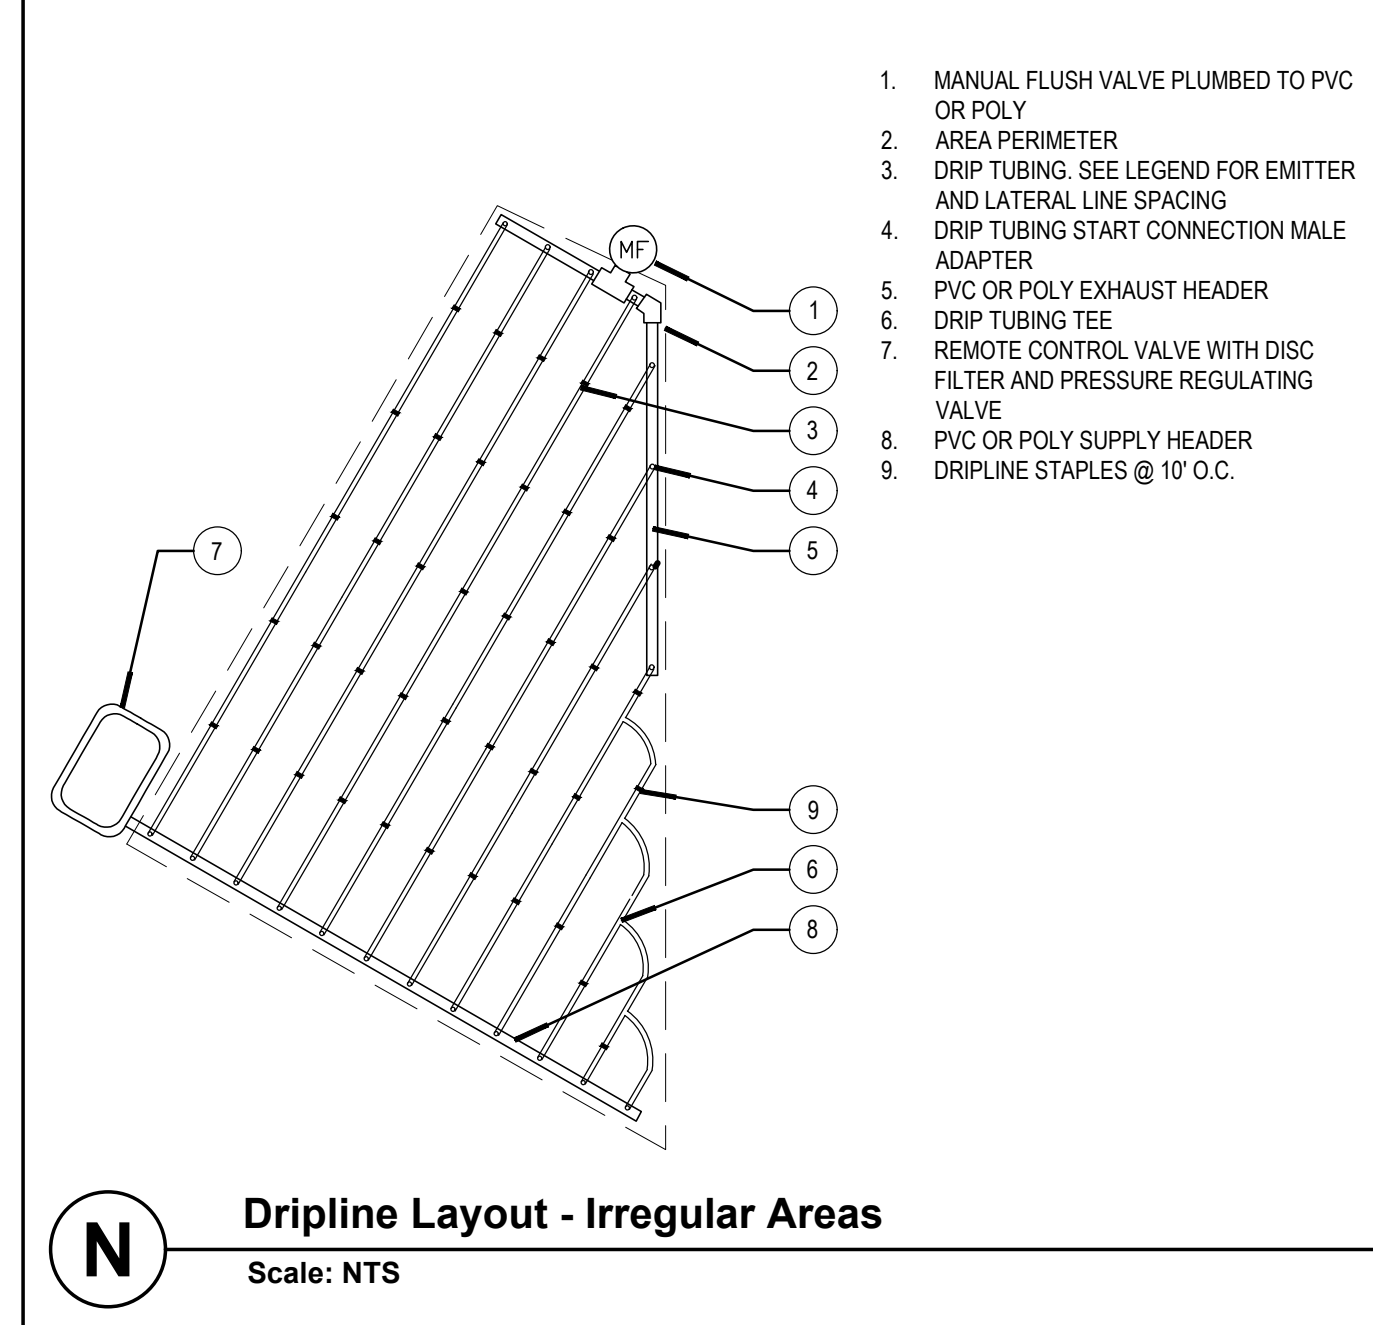 1. MANUAL FLUSH VALVE PLUMBED TO PVC
OR POLY
2. AREA PERIMETER
3. DRIP TUBING. SEE LEGEND FOR EMITTER
AND LATERAL LINE SPACING
4. DRIP TUBING START CONNECTION MALE
ADAPTER
5. PVC OR POLY EXHAUST HEADER
6. DRIP TUBING TEE
7. REMOTE CONTROL VALVE WITH DISC
FILTER AND PRESSURE REGULATING
VALVE
8. PVC OR POLY SUPPLY HEADER
9. DRIPLINE STAPLES @ 10' O.C.
MF
1
2
3
4
5
7
9
6
8
N
Dripline Layout - Irregular Areas
Scale: NTS